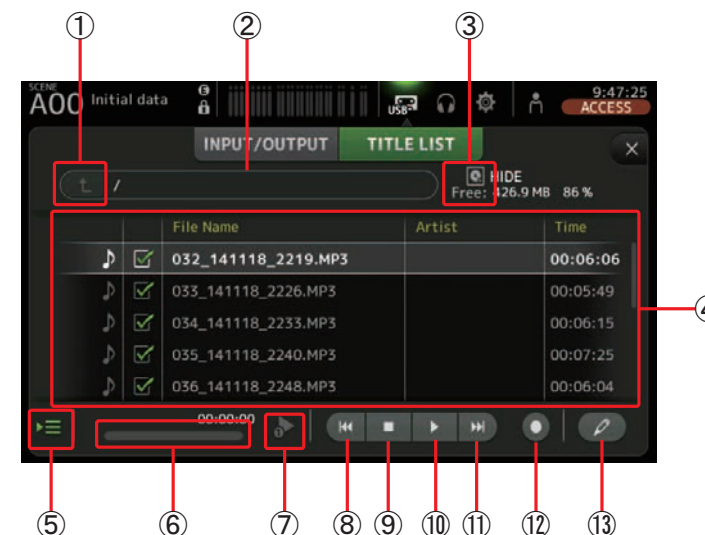 ① ② ③
SCENE
A00 Initial data
USB
9:47:25
ACCESS
INPUT/OUTPUT TITLE LIST
/
HIDE
Free: 426.9 MB 86 %
File Name Artist Time
032_141118_2219.MP3 00:06:06
033_141118_2226.MP3 00:05:49
034_141118_2233.MP3 00:06:15
035_141118_2240.MP3 00:07:25
036_141118_2248.MP3 00:06:04
④
00:00:00
⑤ ⑥ ⑦ ⑧ ⑨ ⑩ ⑪ ⑫ ⑬